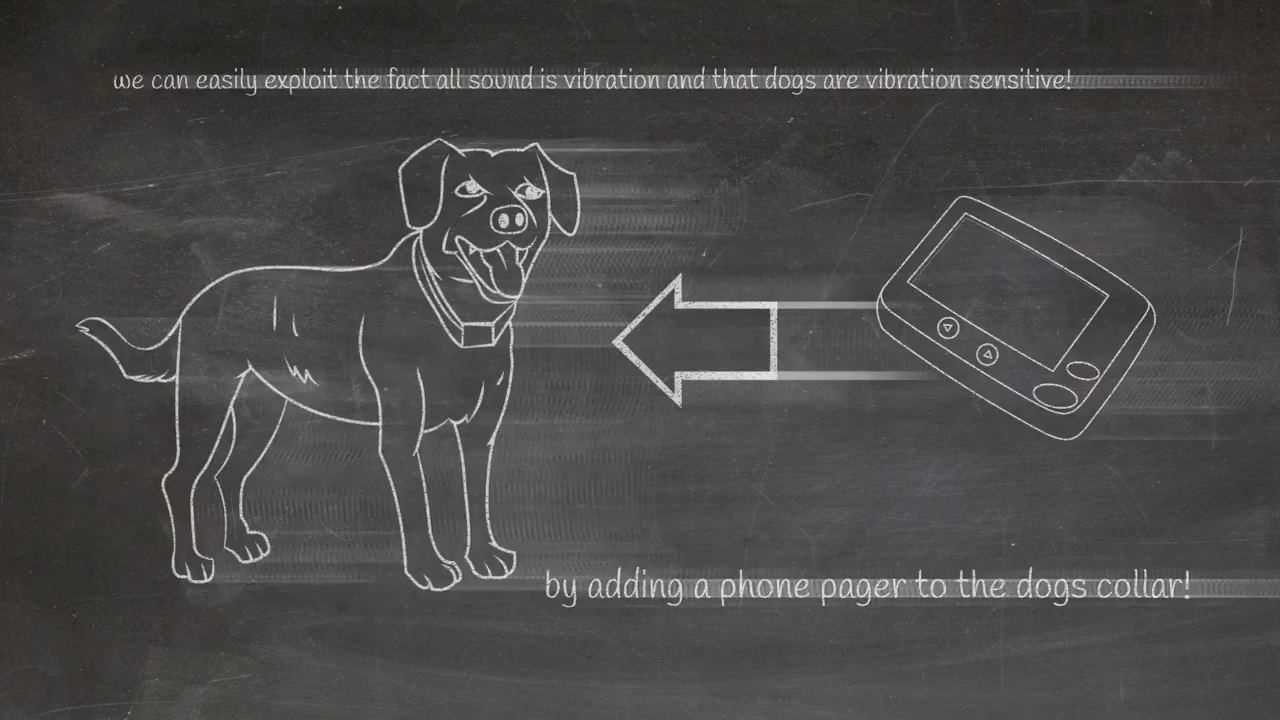 we can easily exploit the fact all sound is vibration and that dogs are vibration sensitive!
by adding a phone pager to the dogs collar!